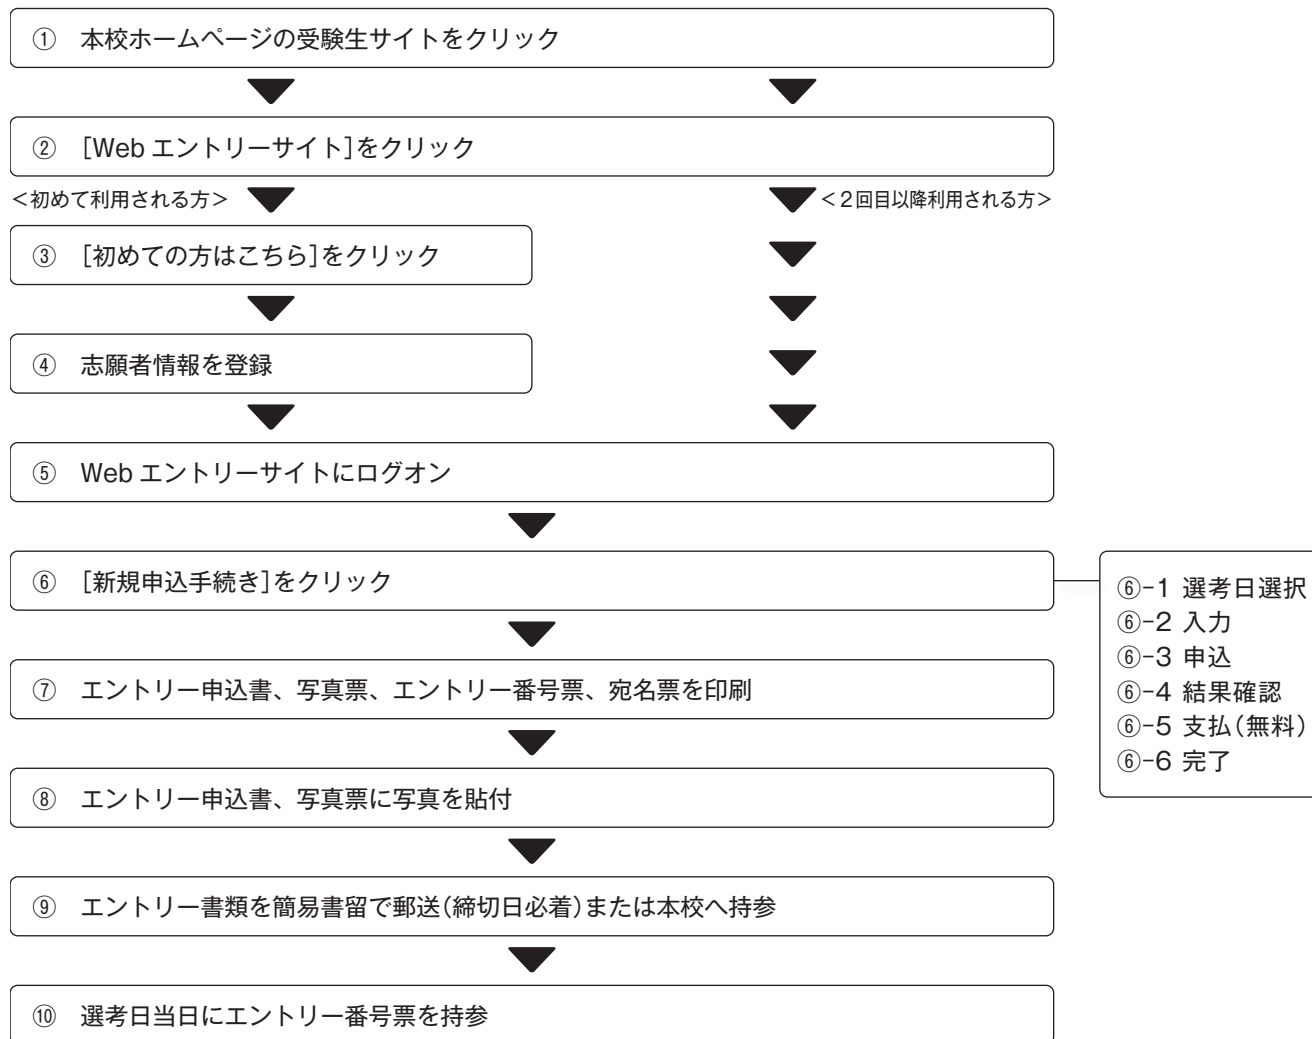 ① 本校ホームページの受験生サイトをクリック
② [Web エントリーサイト]をクリック
＜初めて利用される方＞
＜２回目以降利用される方＞
③ [初めての方はこちら]をクリック
④ 志願者情報を登録
⑤ Web エントリーサイトにログオン
⑥ [新規申込手続き]をクリック
⑥-1 選考日選択
⑥-2 入力
⑥-3 申込
⑥-4 結果確認
⑥-5 支払(無料)
⑥-6 完了
⑦ エントリー申込書、写真票、エントリー番号票、宛名票を印刷
⑧ エントリー申込書、写真票に写真を貼付
⑨ エントリー書類を簡易書留で郵送(締切日必着)または本校へ持参
⑩ 選考日当日にエントリー番号票を持参